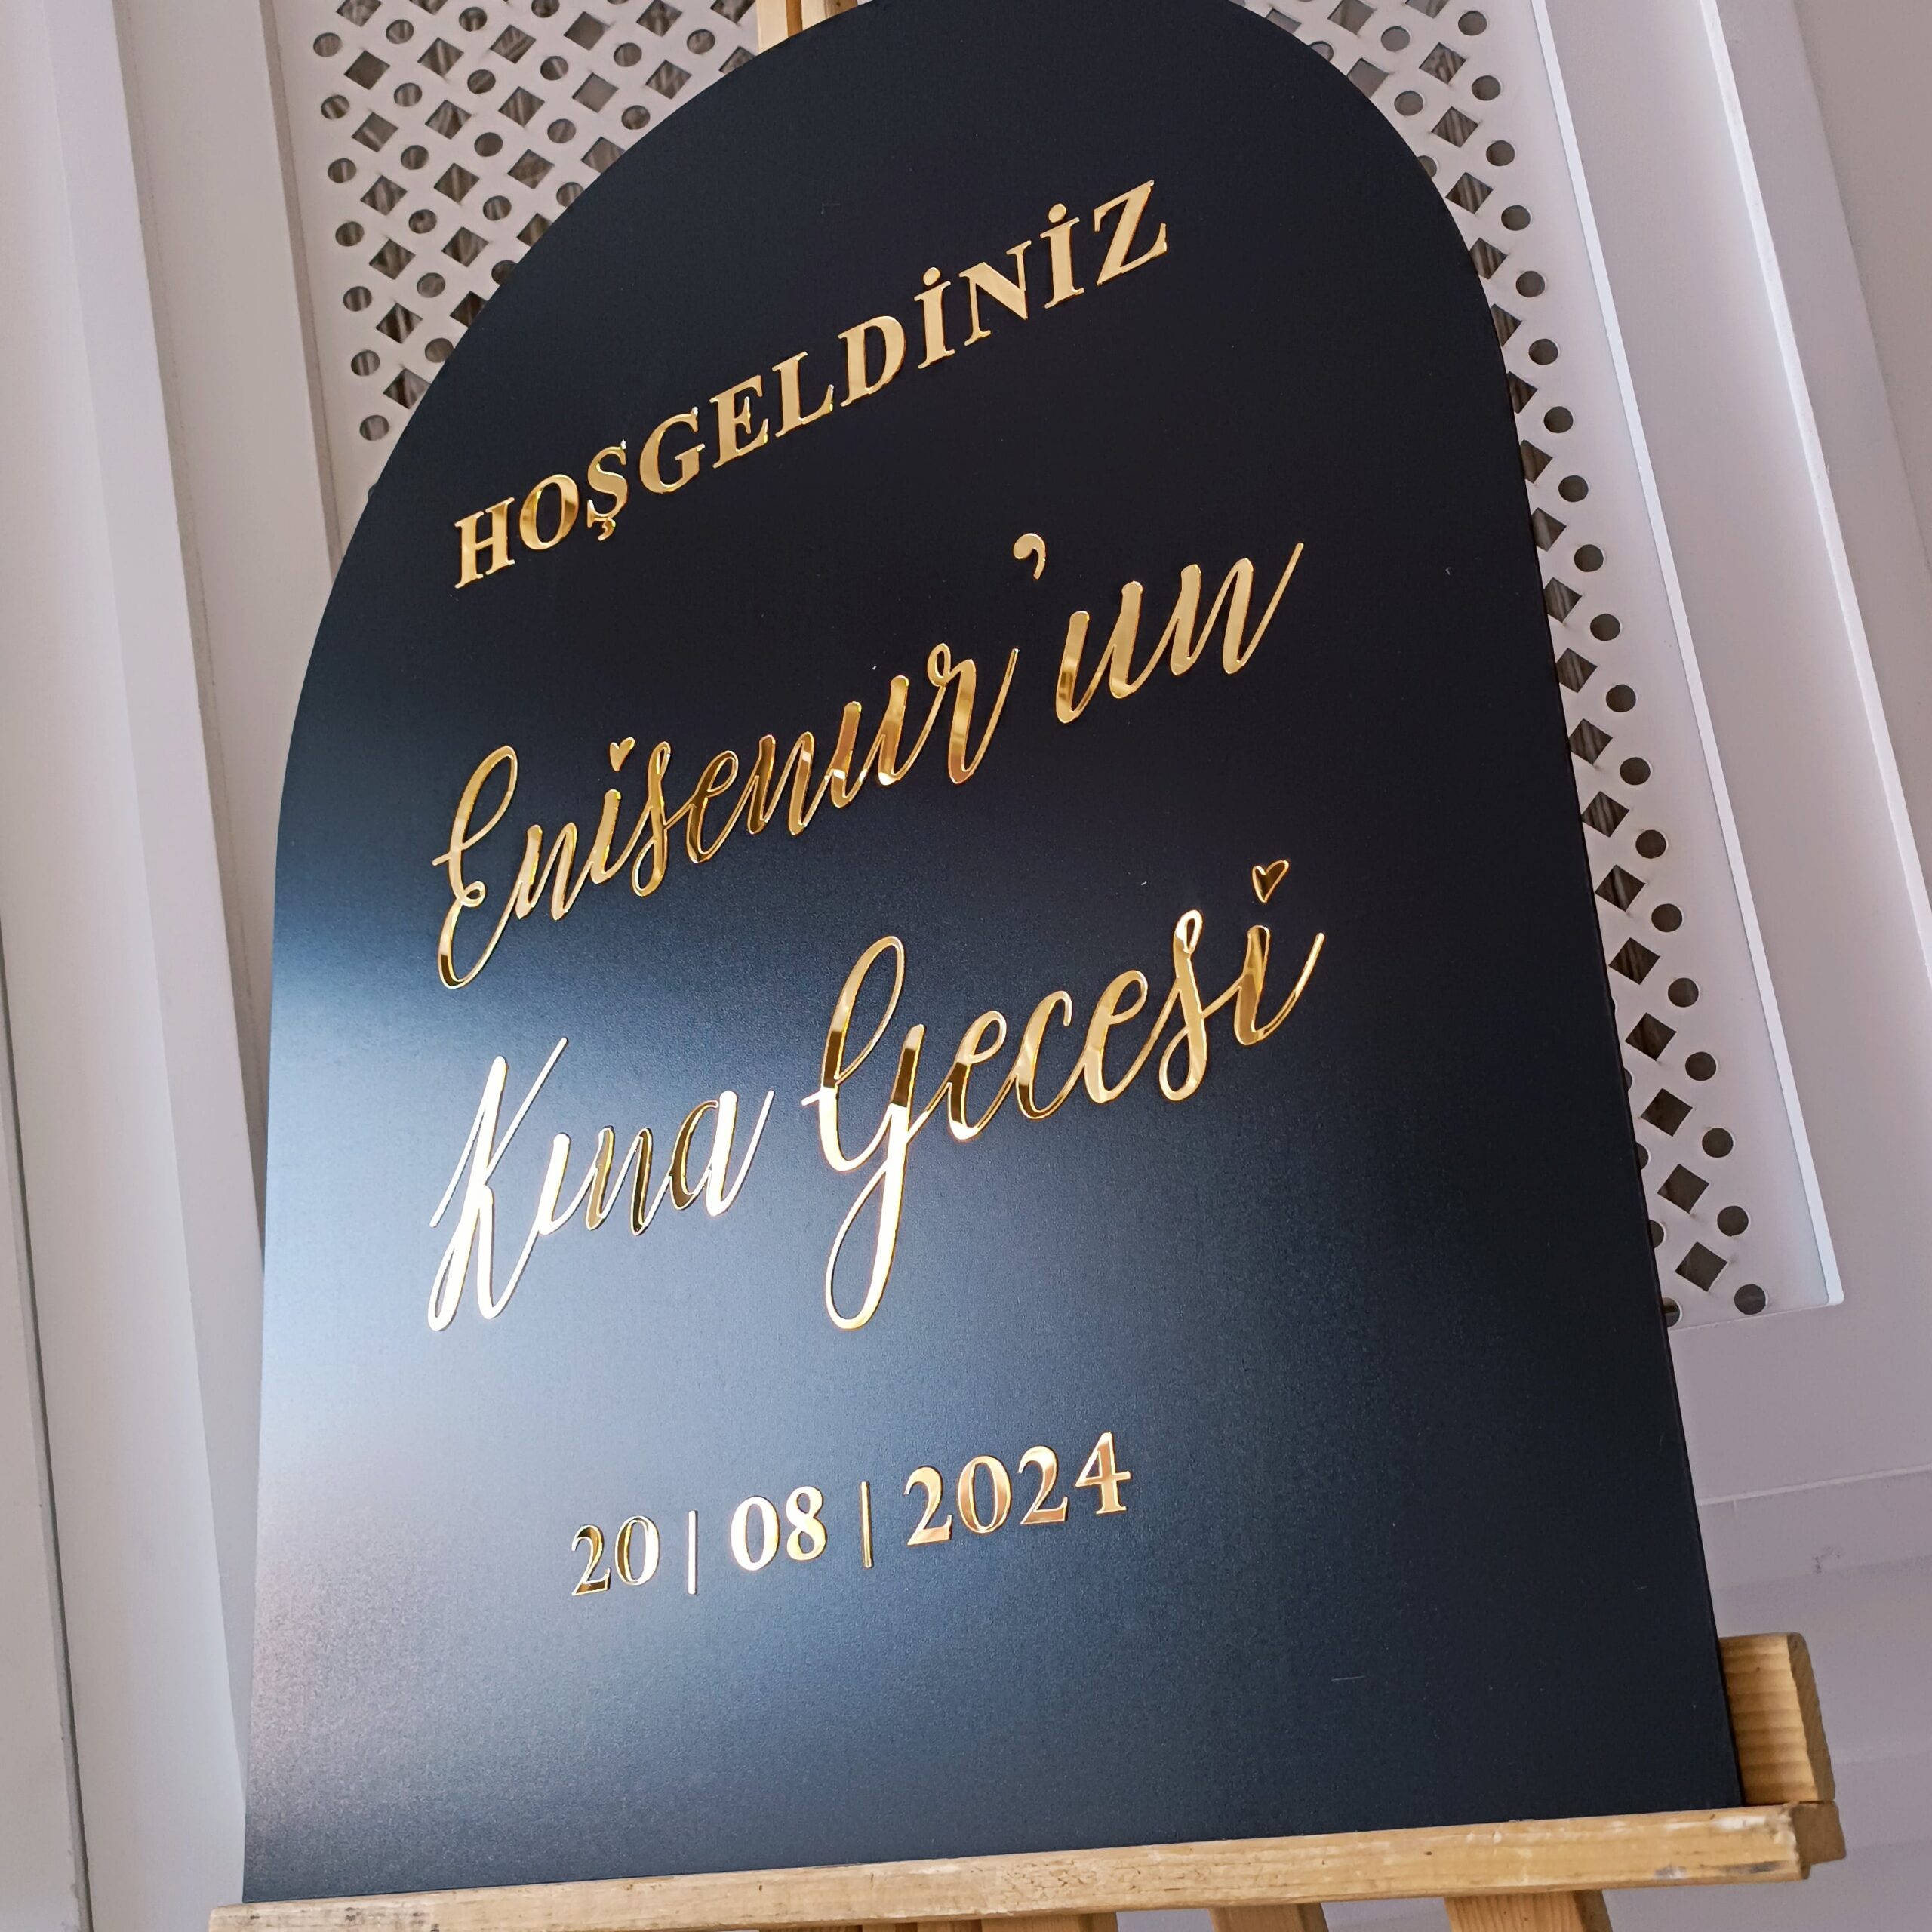 HOŞGELDİNİZ
Enisenur'un
Kına Gecesi
20 | 08 | 2024